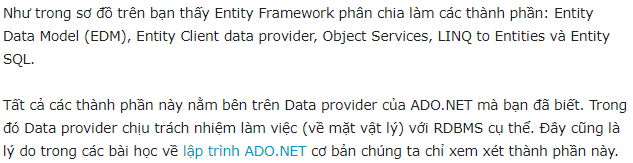 Như trong sơ đồ trên bạn thấy Entity Framework phân chia làm các thành phần: Entity
Data Model (EDM), Entity Client data provider, Object Services, LINQ to Entities và Entity
SQL.
Tất cả các thành phần này nằm bên trên Data provider của ADO.NET mà bạn đã biết. Trong
đó Data provider chịu trách nhiệm làm việc (về mặt vật lý) với RDBMS cụ thể. Đây cũng là
lý do trong các bài học về lập trình ADO.NET cơ bản chúng ta chỉ xem xét thành phần này.